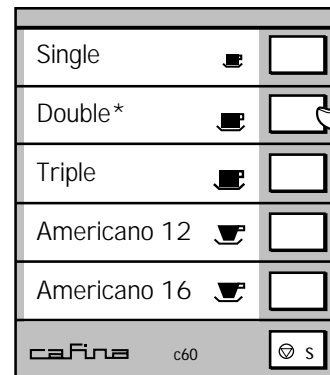 Single
Double*
Triple
Americano 12
Americano 16
cafina c60 s